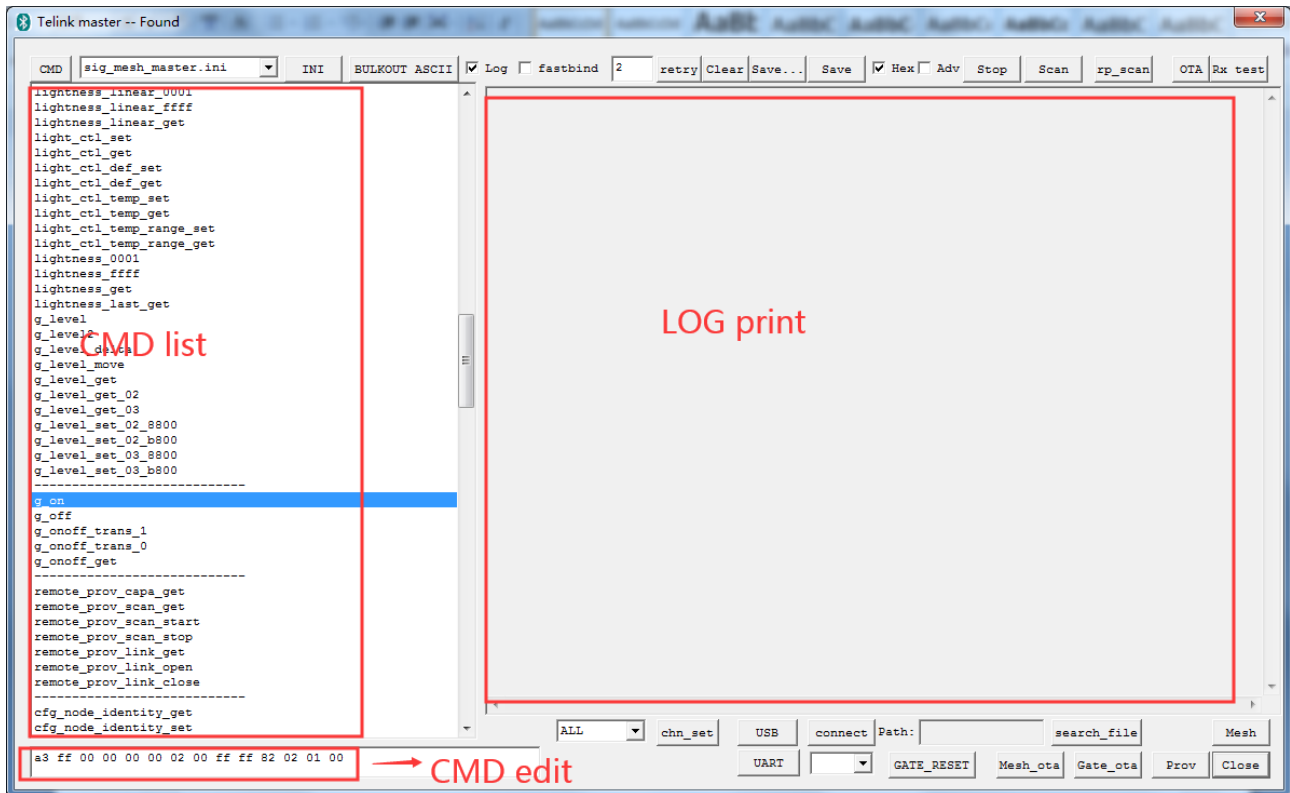 Telink master -- Found
CMD sig_mesh_master.ini INI BULKOUT ASCII Log fastbind 2 retry Clear Save... Save Hex Adv Stop Scan rp_scan OTA Rx test
lightness_linear_0001
lightness_linear_ffff
lightness_linear_get
light_ctl_set
light_ctl_get
light_ctl_def_set
light_ctl_def_get
light_ctl_temp_set
light_ctl_temp_get
light_ctl_temp_range_set
light_ctl_temp_range_get
lightness_0001
lightness_ffff
lightness_get
lightness_last_get
g_level
g_level2
g_level_delta
g_level_move
g_level_get
g_level_get_02
g_level_get_03
g_level_set_02_8800
g_level_set_02_b800
g_level_set_03_8800
g_level_set_03_b800
----------------------------
g_on
g_off
g_onoff_trans_1
g_onoff_trans_0
g_onoff_get
----------------------------
remote_prov_capa_get
remote_prov_scan_get
remote_prov_scan_start
remote_prov_scan_stop
remote_prov_link_get
remote_prov_link_open
remote_prov_link_close
----------------------------
cfg_node_identity_get
cfg_node_identity_set
CMD list
LOG print
a3 ff 00 00 00 00 02 00 ff ff 82 02 01 00
CMD edit
ALL chn_set USB connect Path: search_file Mesh
UART GATE_RESET Mesh_ota Gate_ota Prov Close